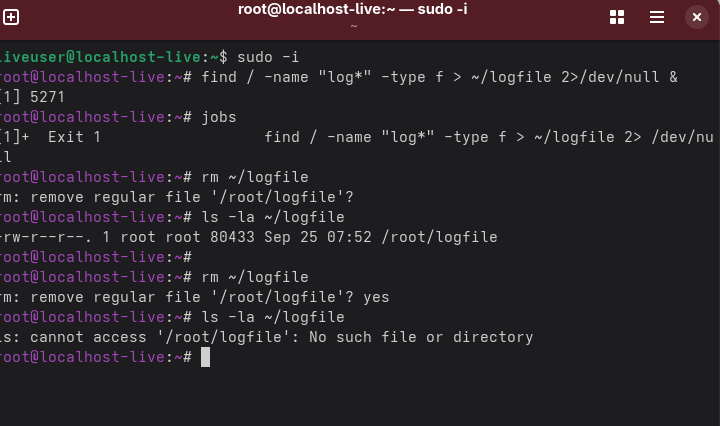 root@localhost-live:~ — sudo -i
~
liveuser@localhost-live:~$ sudo -i
root@localhost-live:~# find / -name "log*" -type f > ~/logfile 2>/dev/null &
[1] 5271
root@localhost-live:~# jobs
[1]+  Exit 1                  find / -name "log*" -type f > ~/logfile 2> /dev/nu
ll
root@localhost-live:~# rm ~/logfile
rm: remove regular file '/root/logfile'?
root@localhost-live:~# ls -la ~/logfile
-rw-r--r--. 1 root root 80433 Sep 25 07:52 /root/logfile
root@localhost-live:~#
root@localhost-live:~# rm ~/logfile
rm: remove regular file '/root/logfile'? yes
root@localhost-live:~# ls -la ~/logfile
ls: cannot access '/root/logfile': No such file or directory
root@localhost-live:~#